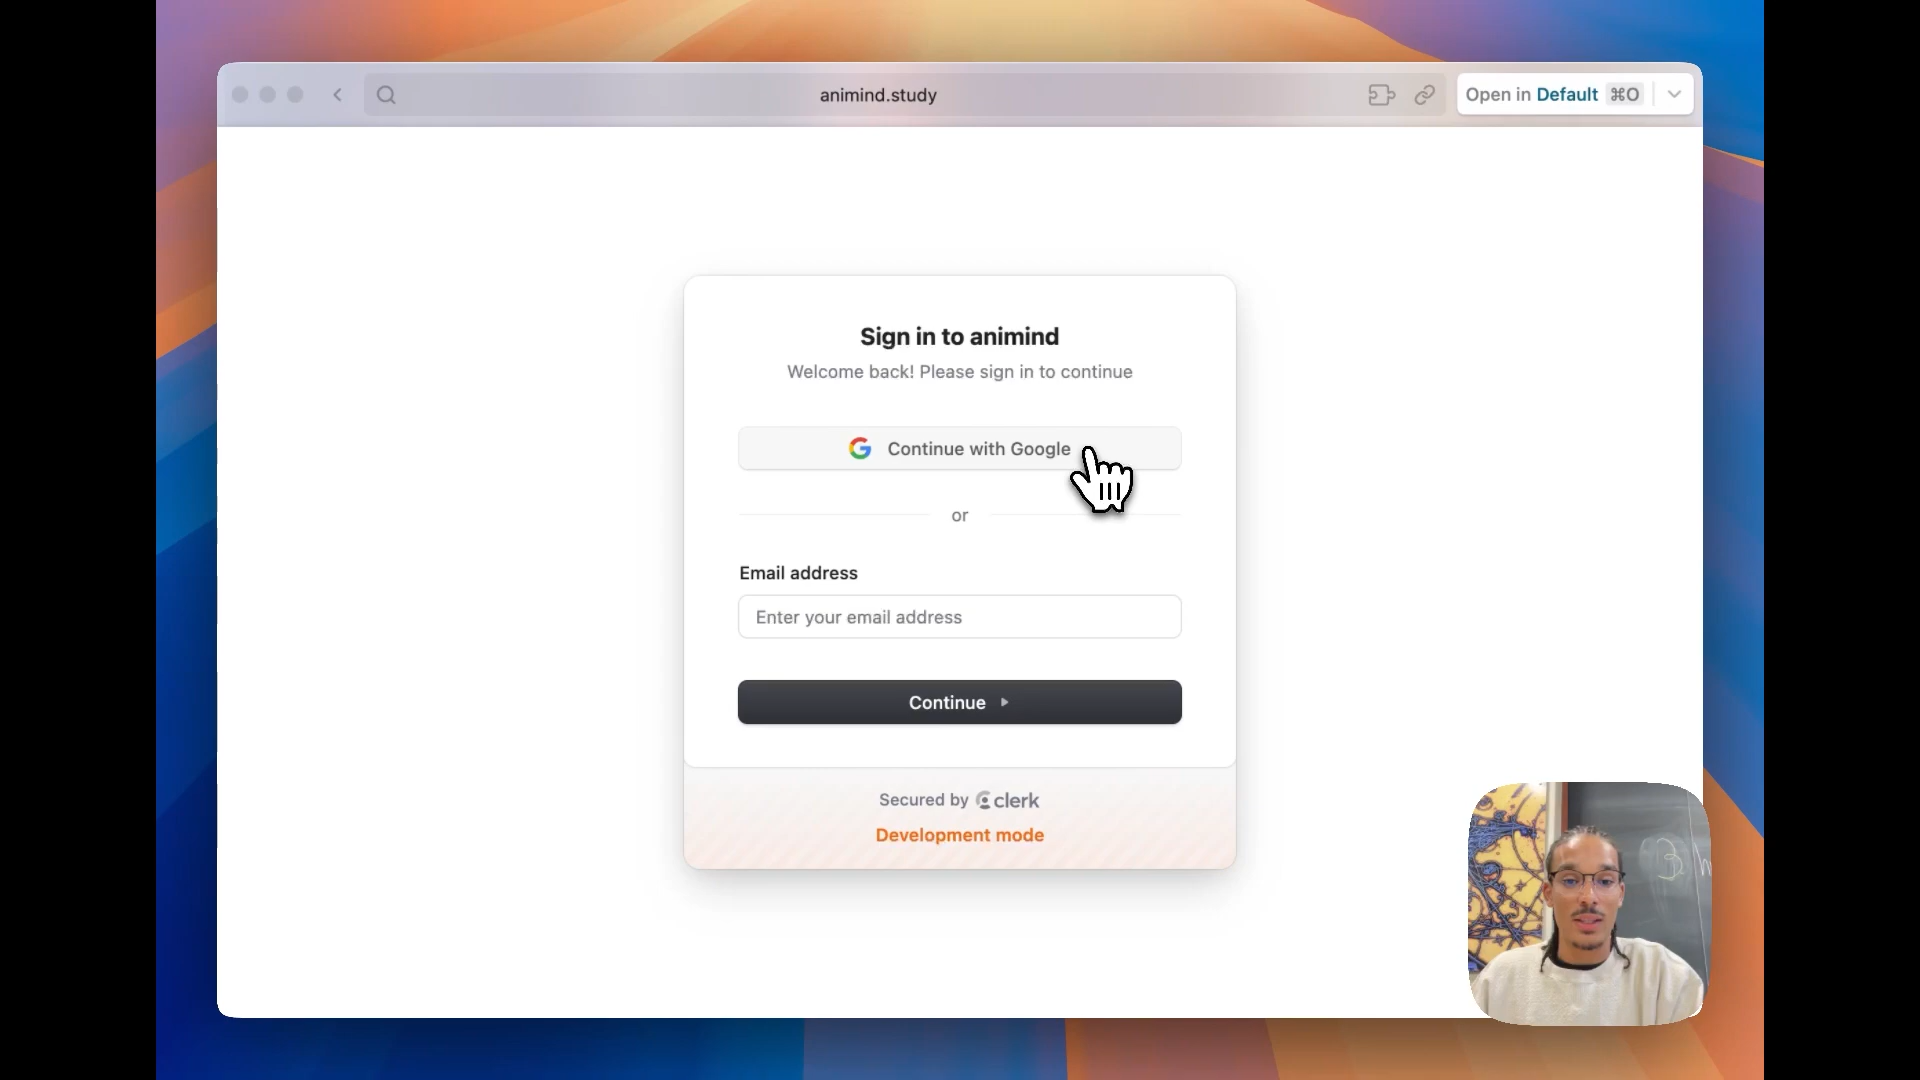 animind.study
Open in Default ⌘O
Sign in to animind
Welcome back! Please sign in to continue
Continue with Google
or
Email address
Enter your email address
Continue
Secured by clerk
Development mode